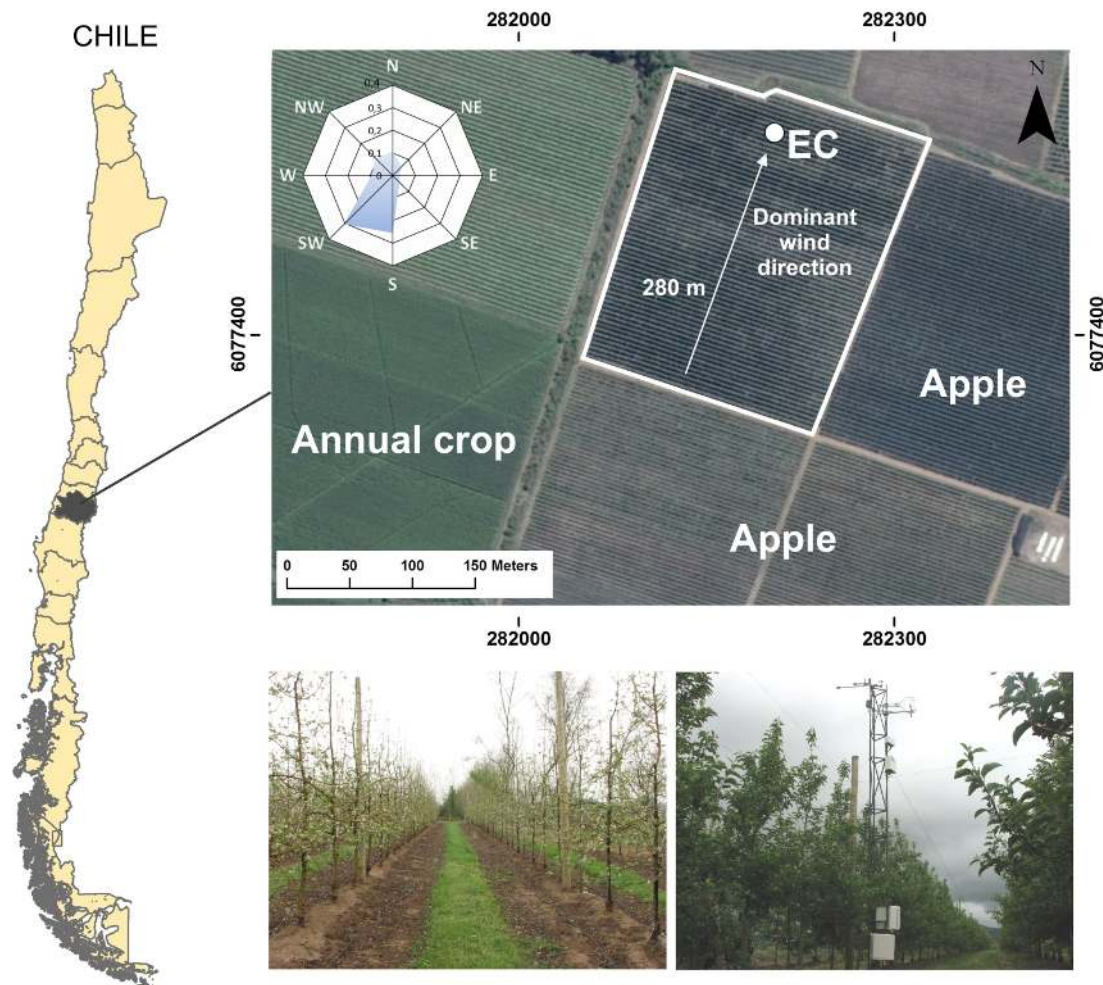 CHILE
282000
282300
N
NW
NE
0,4
0,3
0,2
0,1
0
W
E
SW
SE
S
N
EC
Dominant
wind
direction
280 m
6077400
6077400
Apple
Annual crop
Apple
0 50 100 150 Meters
282000
282300